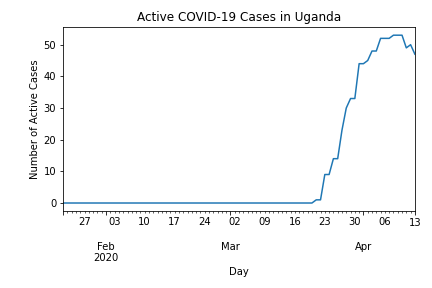 Active COVID-19 Cases in Uganda
50
40
30
20
10
0
Number of Active Cases
27 03 10 17 24 02 09 16 23 30 06 13
Feb Mar Apr
2020
Day